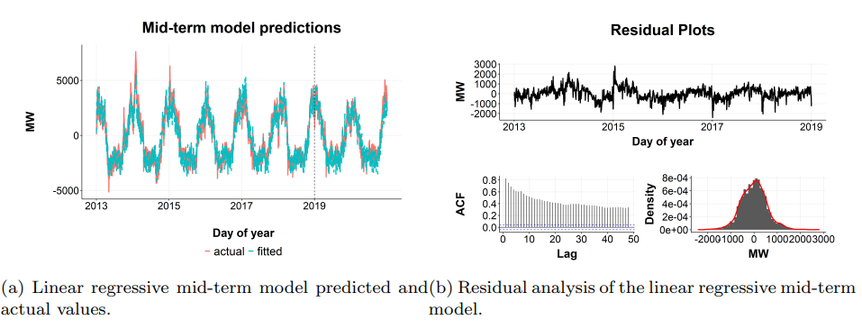 Mid-term model predictions
MW
5000
0
-5000
2013 2015 2017 2019
Day of year
actual fitted
Residual Plots
MW
3000
2000
1000
0
-1000
-2000
2013 2015 2017 2019
Day of year
ACF
0.8
0.6
0.4
0.2
0.0
0 10 20 30 40 50
Lag
Density
8e-04
6e-04
4e-04
2e-04
0e+00
-2000-1000 0 100020003000
MW
(a) Linear regressive mid-term model predicted and
actual values.
(b) Residual analysis of the linear regressive mid-term
model.